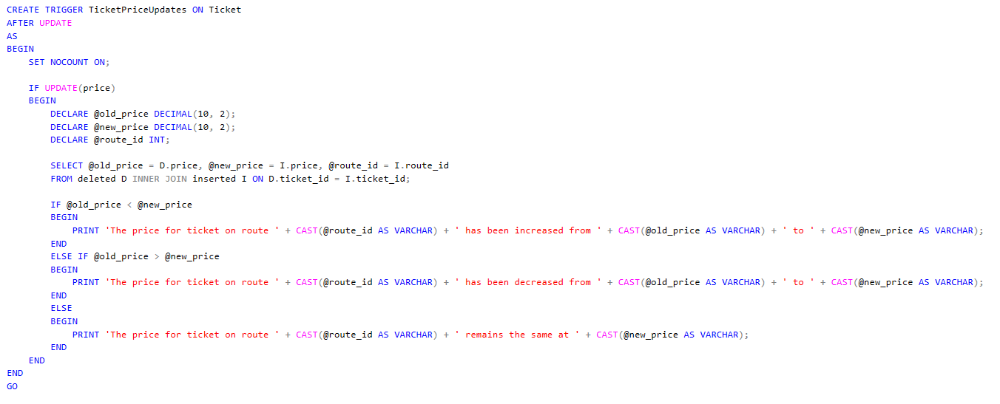 CREATE TRIGGER TicketPriceUpdates ON Ticket
AFTER UPDATE
AS
BEGIN
    SET NOCOUNT ON;

    IF UPDATE(price)
    BEGIN
        DECLARE @old_price DECIMAL(10, 2);
        DECLARE @new_price DECIMAL(10, 2);
        DECLARE @route_id INT;

        SELECT @old_price = D.price, @new_price = I.price, @route_id = I.route_id
        FROM deleted D INNER JOIN inserted I ON D.ticket_id = I.ticket_id;

        IF @old_price < @new_price
        BEGIN
            PRINT 'The price for ticket on route ' + CAST(@route_id AS VARCHAR) + ' has been increased from ' + CAST(@old_price AS VARCHAR) + ' to ' + CAST(@new_price AS VARCHAR);
        END
        ELSE IF @old_price > @new_price
        BEGIN
            PRINT 'The price for ticket on route ' + CAST(@route_id AS VARCHAR) + ' has been decreased from ' + CAST(@old_price AS VARCHAR) + ' to ' + CAST(@new_price AS VARCHAR);
        END
        ELSE
        BEGIN
            PRINT 'The price for ticket on route ' + CAST(@route_id AS VARCHAR) + ' remains the same at ' + CAST(@new_price AS VARCHAR);
        END
    END
END
GO